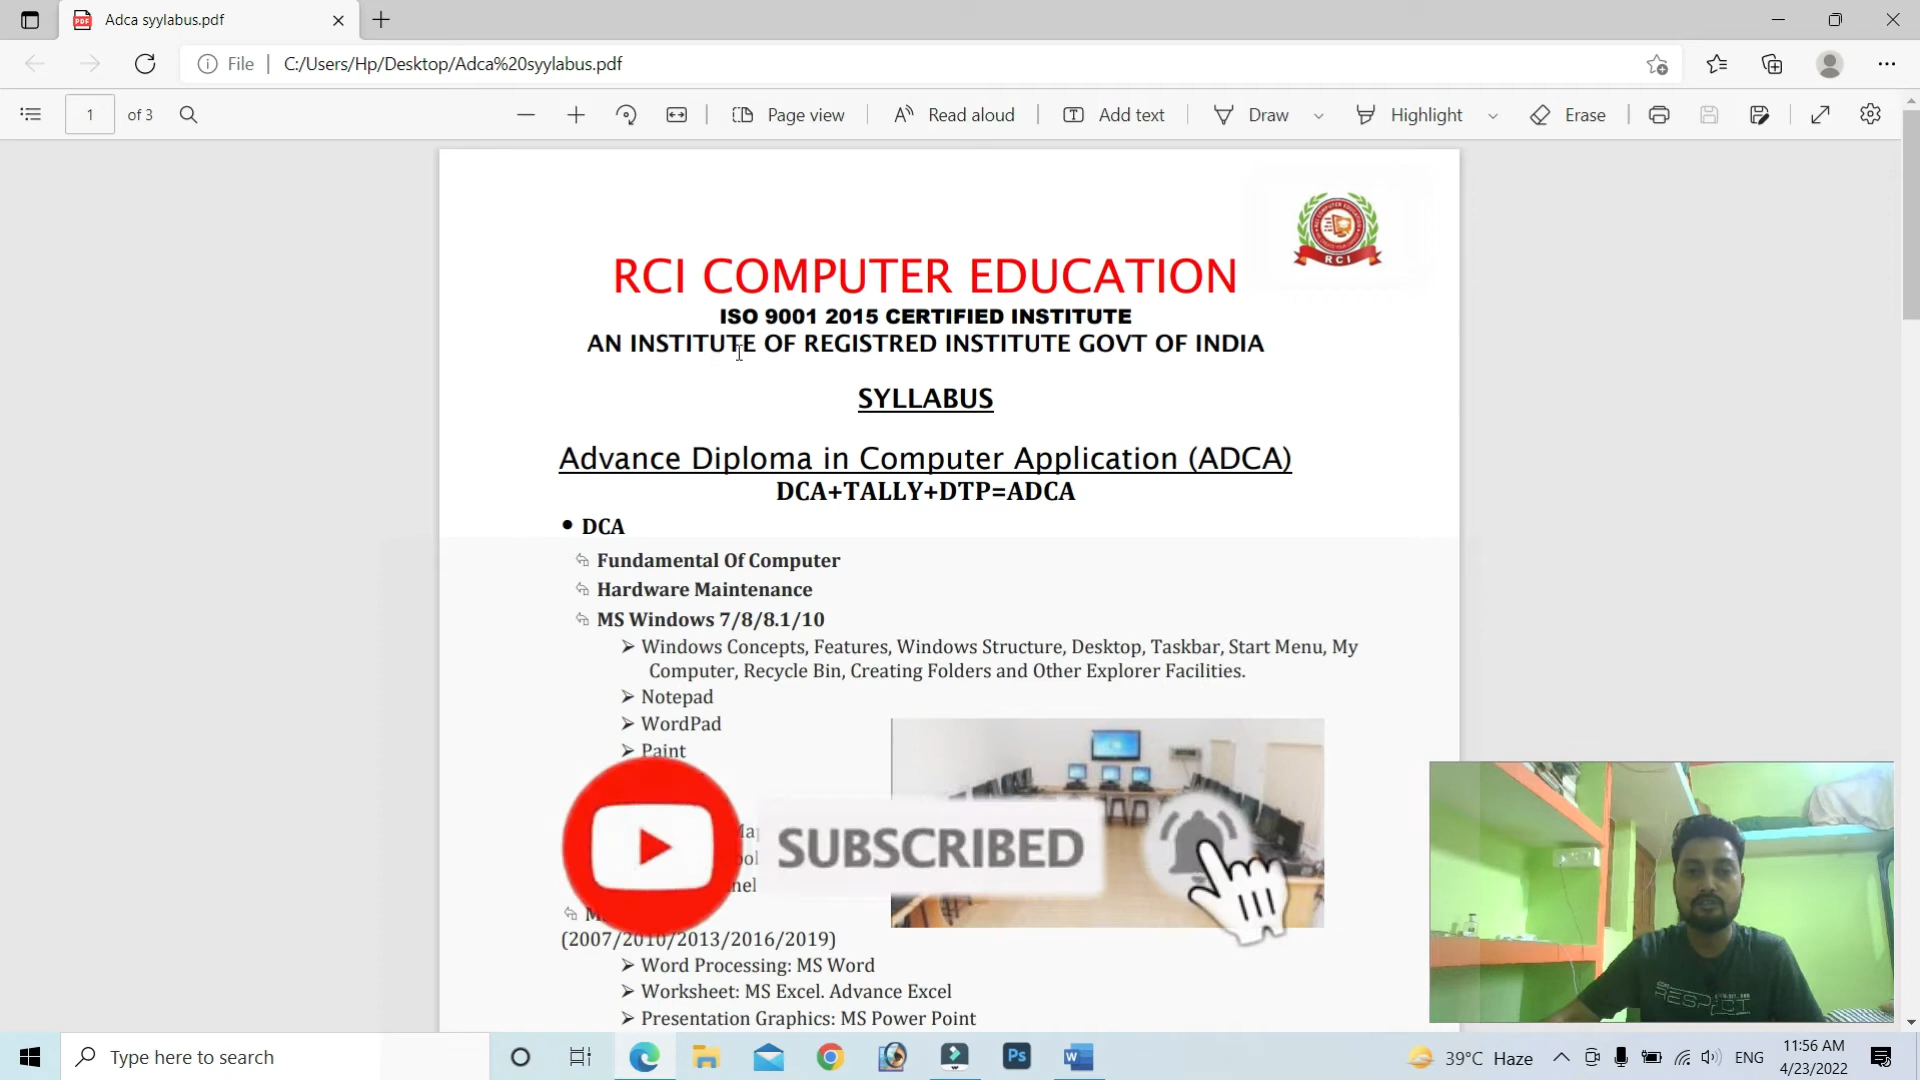 Adca syylabus.pdf
File
C:/Users/Hp/Desktop/Adca%20syylabus.pdf
1 of 3
Page view
Read aloud
Add text
Draw
Highlight
Erase
RCI
RCI COMPUTER EDUCATION
ISO 9001 2015 CERTIFIED INSTITUTE
AN INSTITUTE OF REGISTRED INSTITUTE GOVT OF INDIA
SYLLABUS
Advance Diploma in Computer Application (ADCA)
DCA+TALLY+DTP=ADCA
• DCA
Fundamental Of Computer
Hardware Maintenance
MS Windows 7/8/8.1/10
➢ Windows Concepts, Features, Windows Structure, Desktop, Taskbar, Start Menu, My
Computer, Recycle Bin, Creating Folders and Other Explorer Facilities.
➢ Notepad
➢ WordPad
➢ Paint
SUBSCRIBED
(2007/2010/2013/2016/2019)
➢ Word Processing: MS Word
➢ Worksheet: MS Excel. Advance Excel
➢ Presentation Graphics: MS Power Point
RESPECT
Type here to search
Ps
39°C Haze
ENG
11:56 AM
4/23/2022